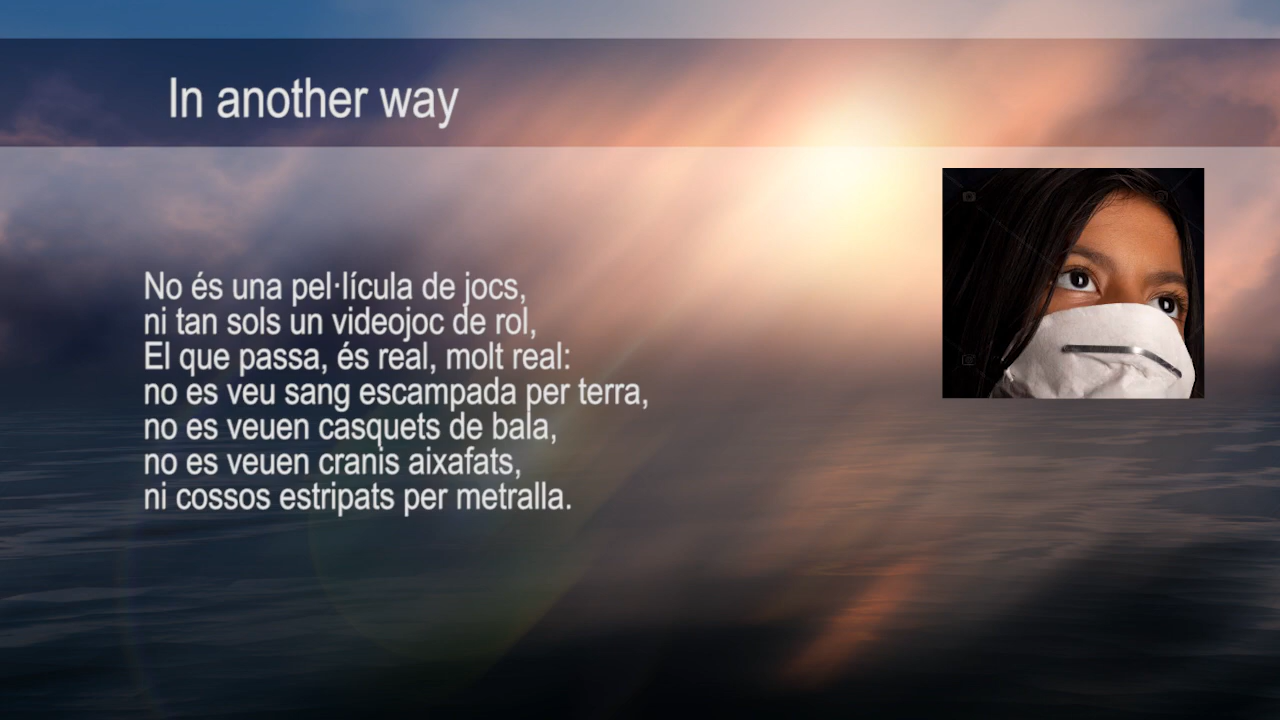 In another way
No és una pel·lícula de jocs,
ni tan sols un videojoc de rol,
El que passa, és real, molt real:
no es veu sang escampada per terra,
no es veuen casquets de bala,
no es veuen cranis aixafats,
ni cossos estripats per metralla.